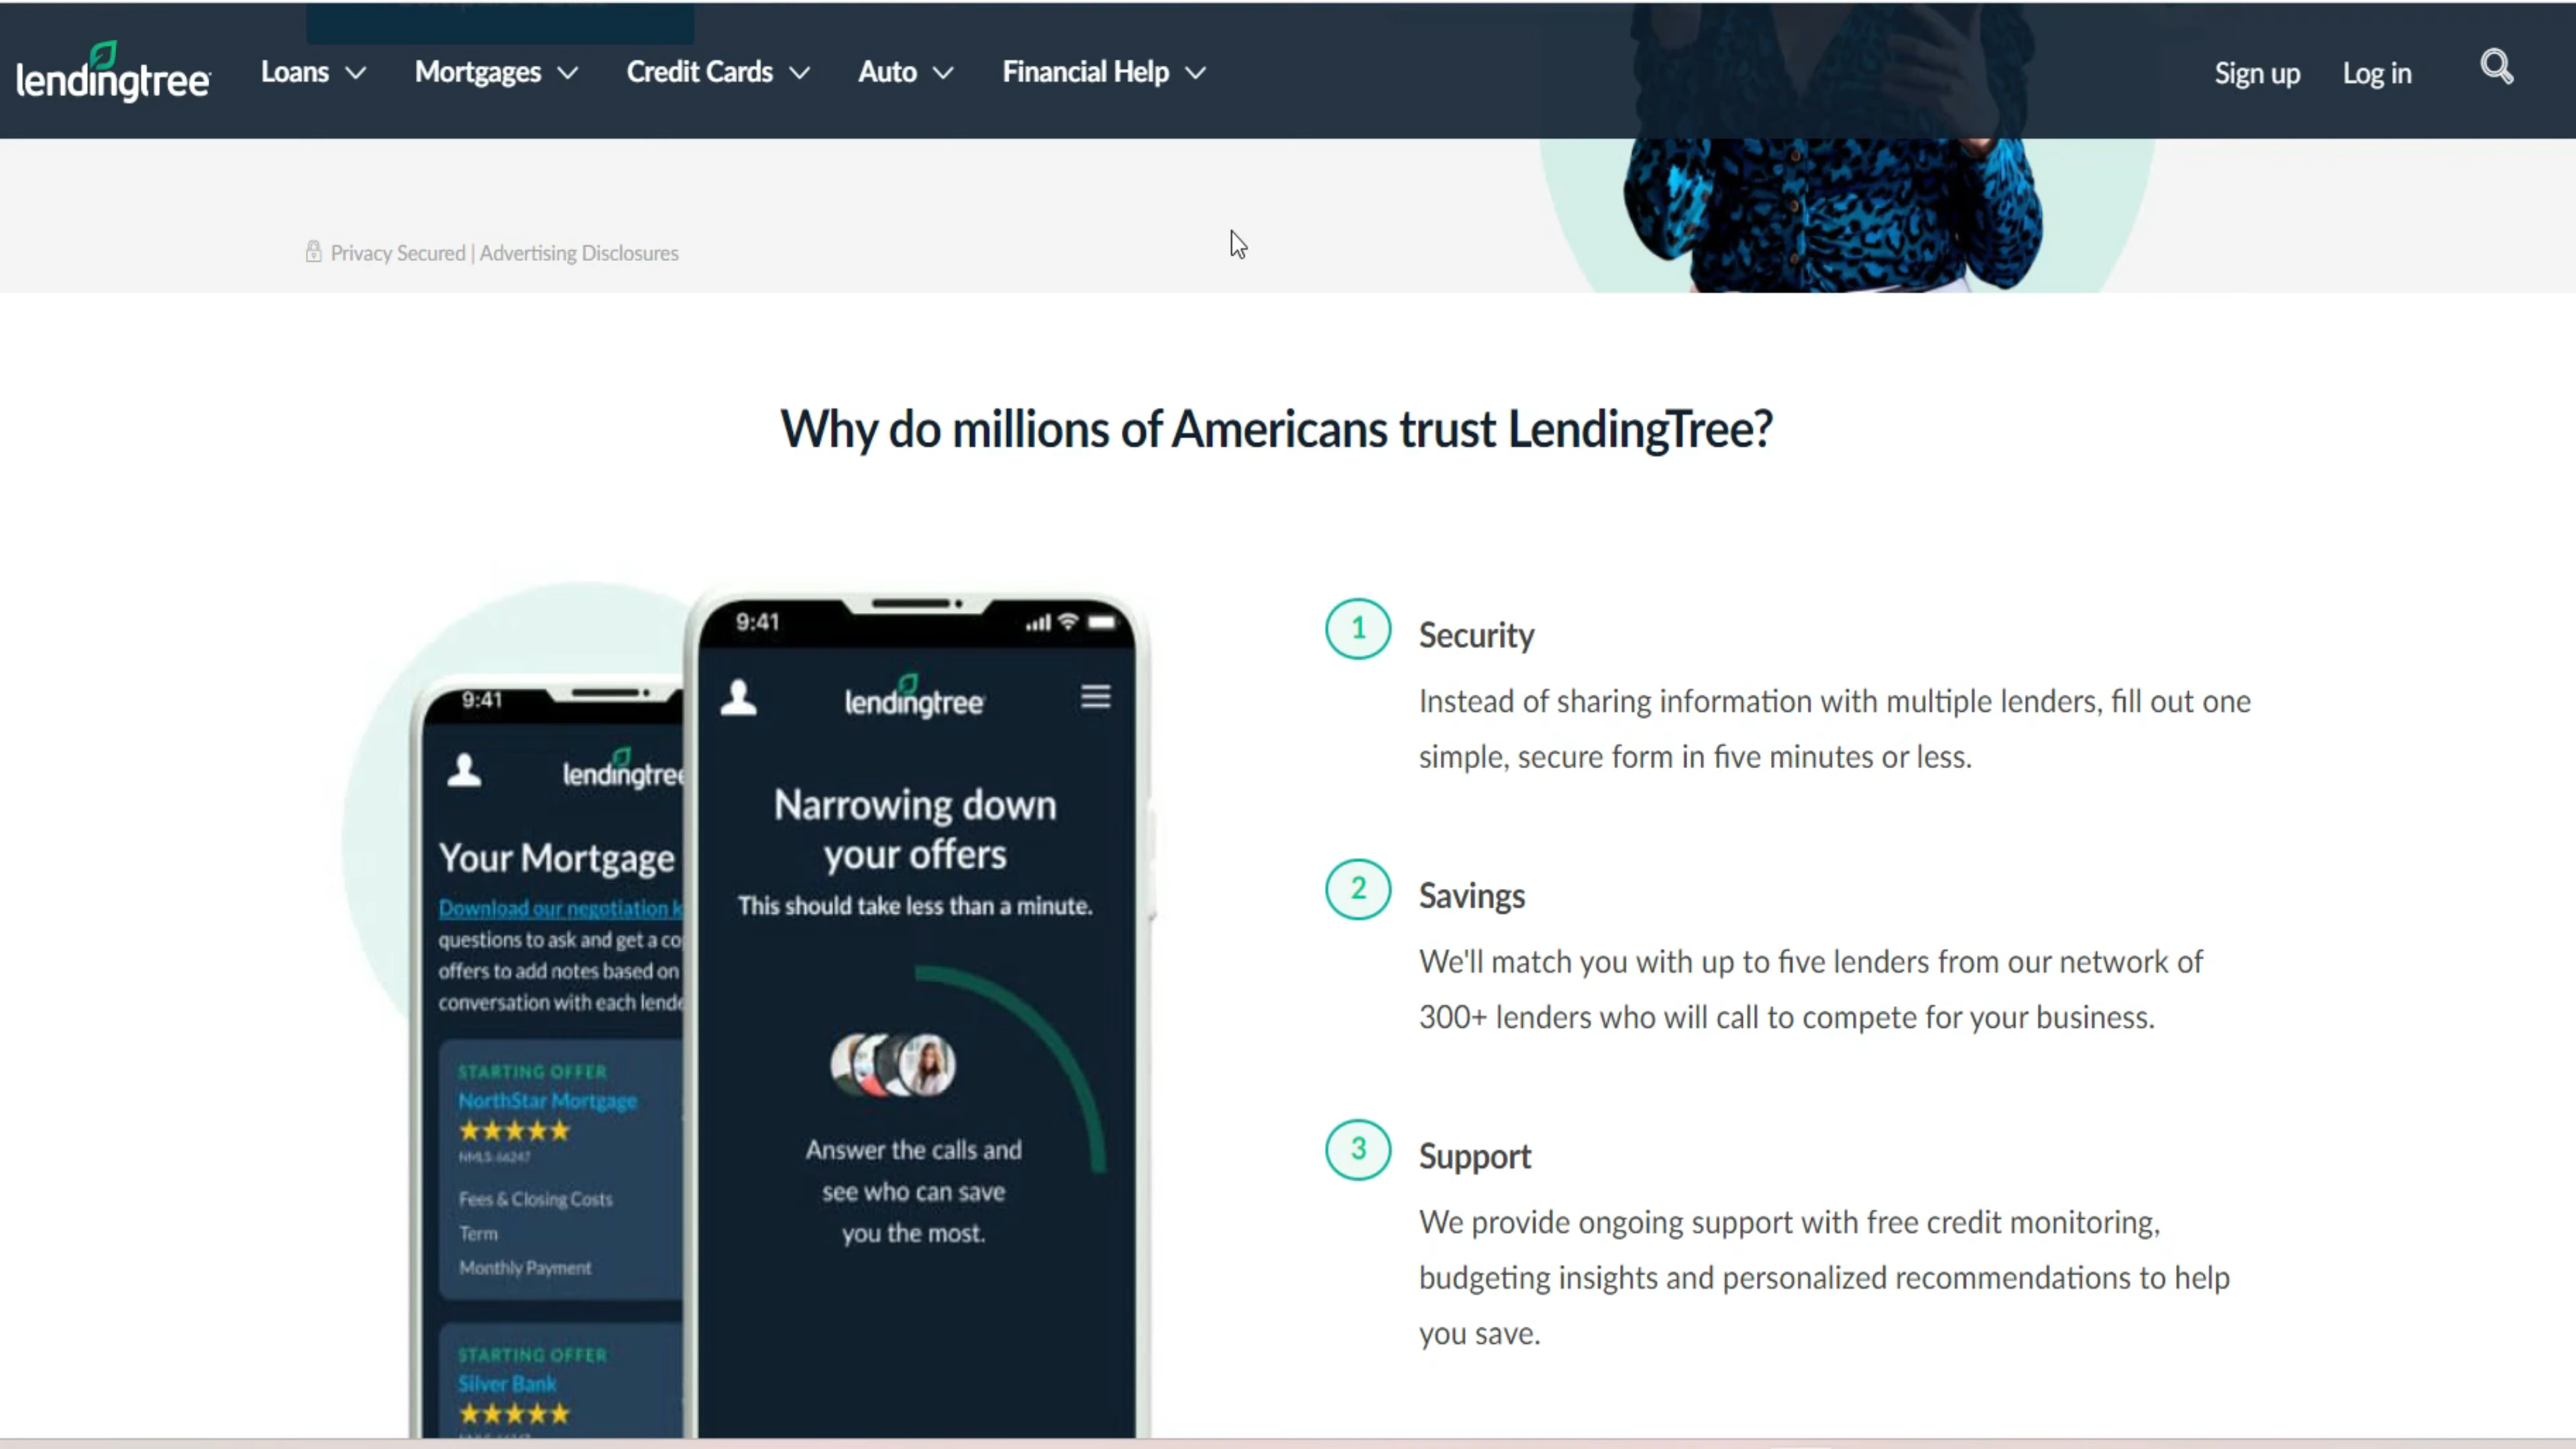 lendingtree
Loans
Mortgages
Credit Cards
Auto
Financial Help
Sign up
Log in
Privacy Secured | Advertising Disclosures
Why do millions of Americans trust LendingTree?
9:41
lendingtree
Your Mortgage
Download our negotiation k
questions to ask and get a co
offers to add notes based on
conversation with each lende
STARTING OFFER
NorthStar Mortgage
NMLS: 66247
Fees & Closing Costs
Term
Monthly Payment
STARTING OFFER
Silver Bank
9:41
lendingtree
Narrowing down
your offers
This should take less than a minute.
Answer the calls and
see who can save
you the most.
1 Security
Instead of sharing information with multiple lenders, fill out one
simple, secure form in five minutes or less.
2 Savings
We'll match you with up to five lenders from our network of
300+ lenders who will call to compete for your business.
3 Support
We provide ongoing support with free credit monitoring,
budgeting insights and personalized recommendations to help
you save.